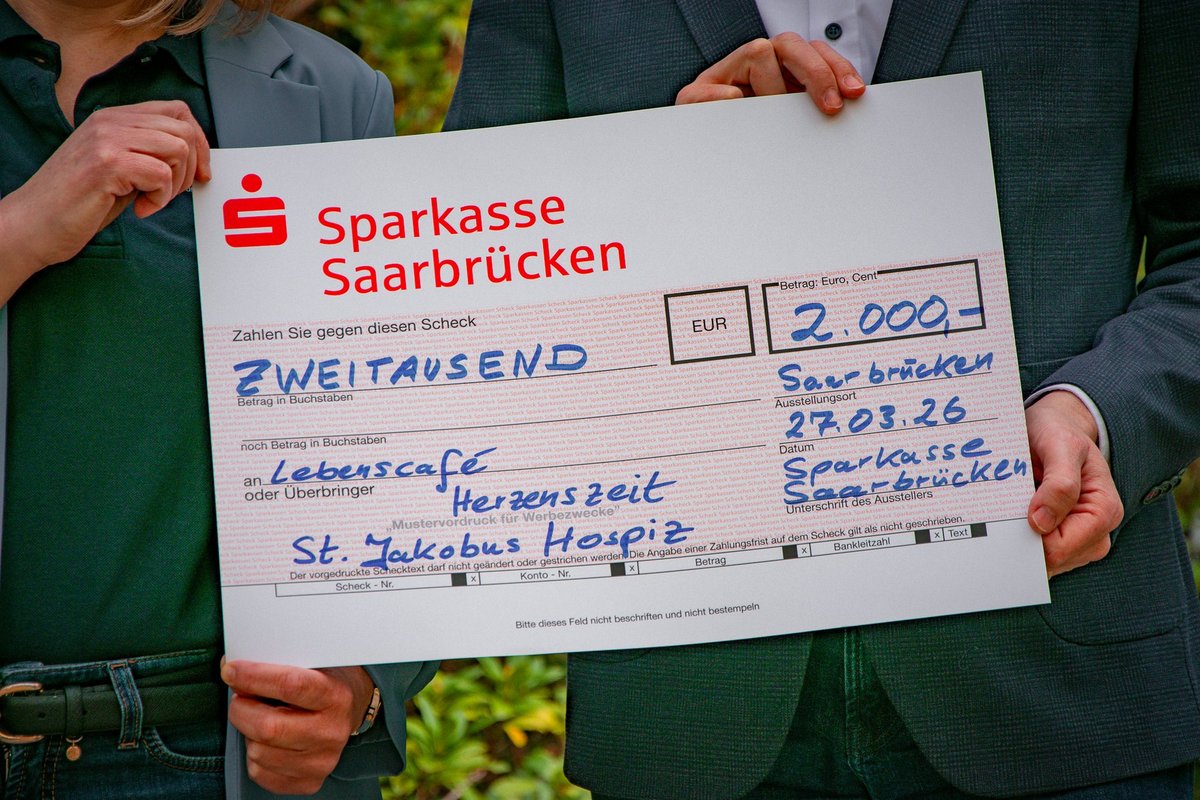 Sparkasse
Saarbrücken
Zahlen Sie gegen diesen Scheck
EUR
Betrag: Euro, Cent
2.000,-
ZWEITAUSEND
Betrag in Buchstaben
Saarbrücken
Ausstellungsort
noch Betrag in Buchstaben
27.03.26
Datum
an Lebenscafé
oder Überbringer
Herzenszeit
Sparkasse
Saarbrücken
Unterschrift des Ausstellers
„Mustervordruck für Werbezwecke"
St. Jakobus Hospiz
Der vorgedruckte Schecktext darf nicht geändert oder gestrichen werden. Die Angabe einer Zahlungsfrist auf dem Scheck gilt als nicht geschrieben.
Scheck - Nr. x Konto - Nr. x Betrag x Bankleitzahl x Text
Bitte dieses Feld nicht beschriften und nicht bestempeln